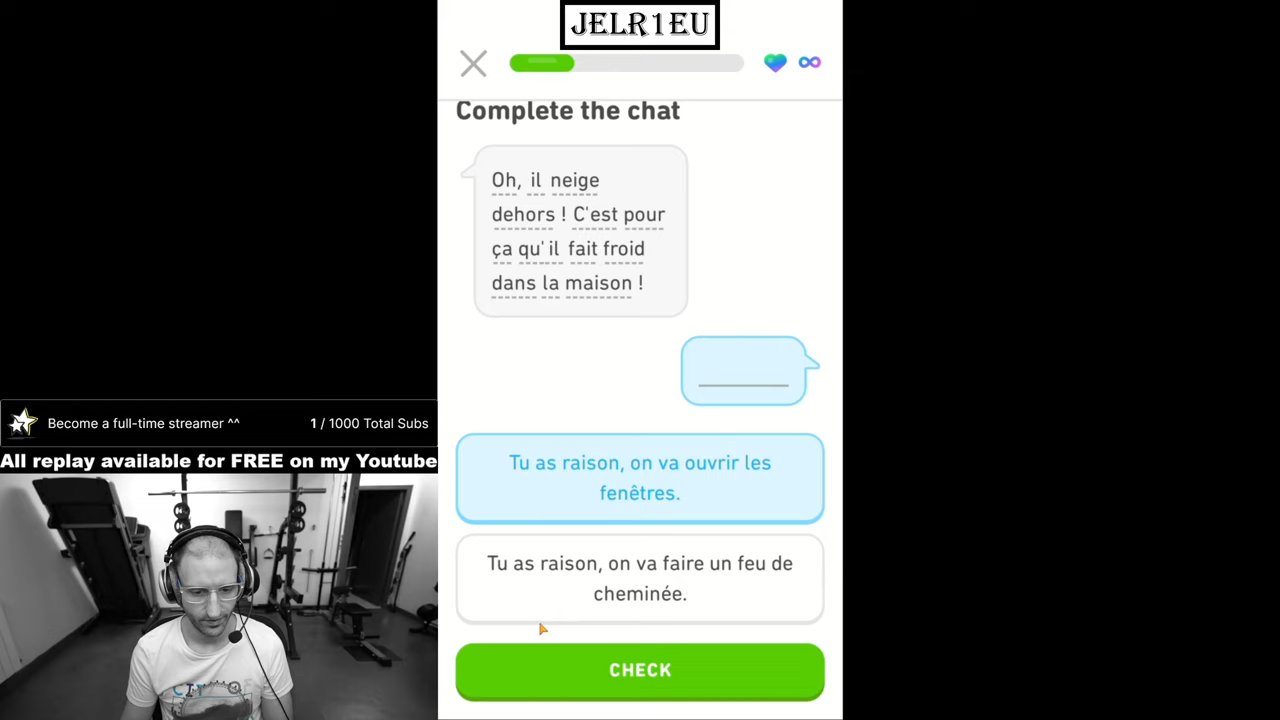 JELR1EU
Complete the chat
Oh, il neige
dehors ! C'est pour
ça qu'il fait froid
dans la maison !
Become a full-time streamer ^^ 1 / 1000 Total Subs
All replay available for FREE on my Youtube
Tu as raison, on va ouvrir les
fenêtres.
Tu as raison, on va faire un feu de
cheminée.
CHECK